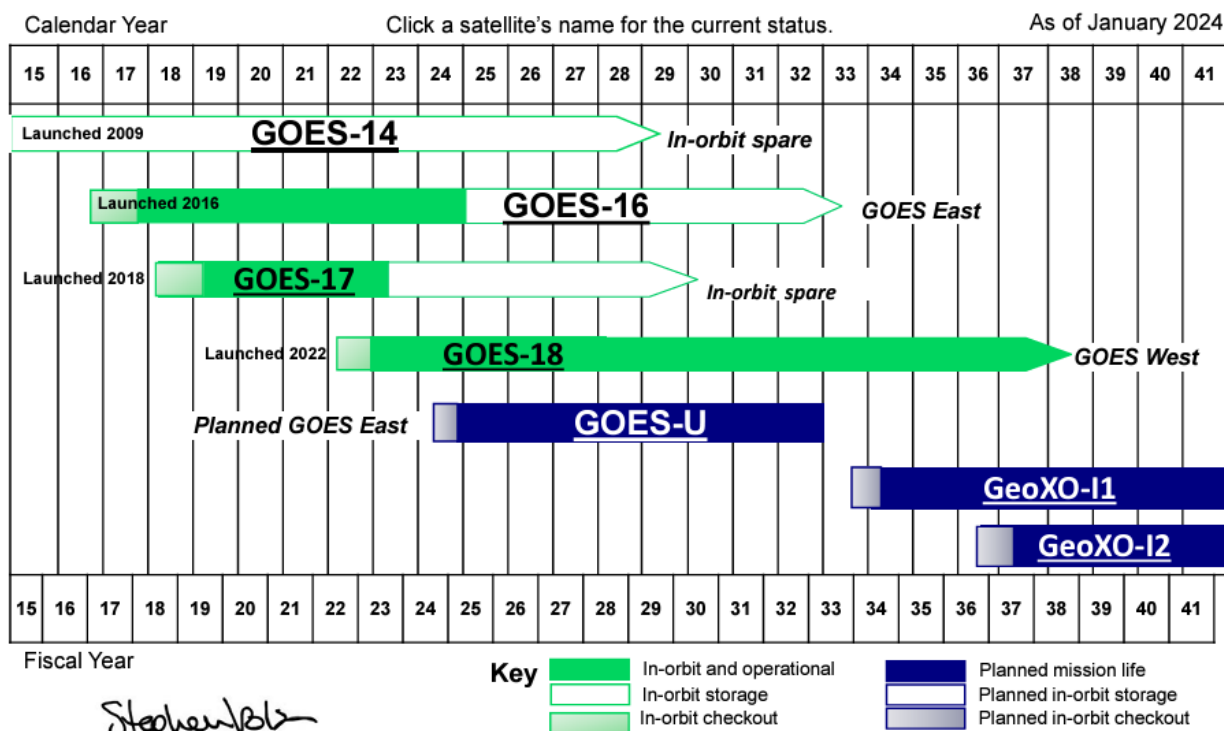 Calendar Year Click a satellite's name for the current status. As of January 2024
15 16 17 18 19 20 21 22 23 24 25 26 27 28 29 30 31 32 33 34 35 36 37 38 39 40 41
Launched 2009 GOES-14 In-orbit spare
Launched 2016 GOES-16 GOES East
Launched 2018 GOES-17 In-orbit spare
Launched 2022 GOES-18 GOES West
Planned GOES East GOES-U
GeoXO-I1
GeoXO-I2
15 16 17 18 19 20 21 22 23 24 25 26 27 28 29 30 31 32 33 34 35 36 37 38 39 40 41
Fiscal Year
Key In-orbit and operational Planned mission life
In-orbit storage Planned in-orbit storage
In-orbit checkout Planned in-orbit checkout